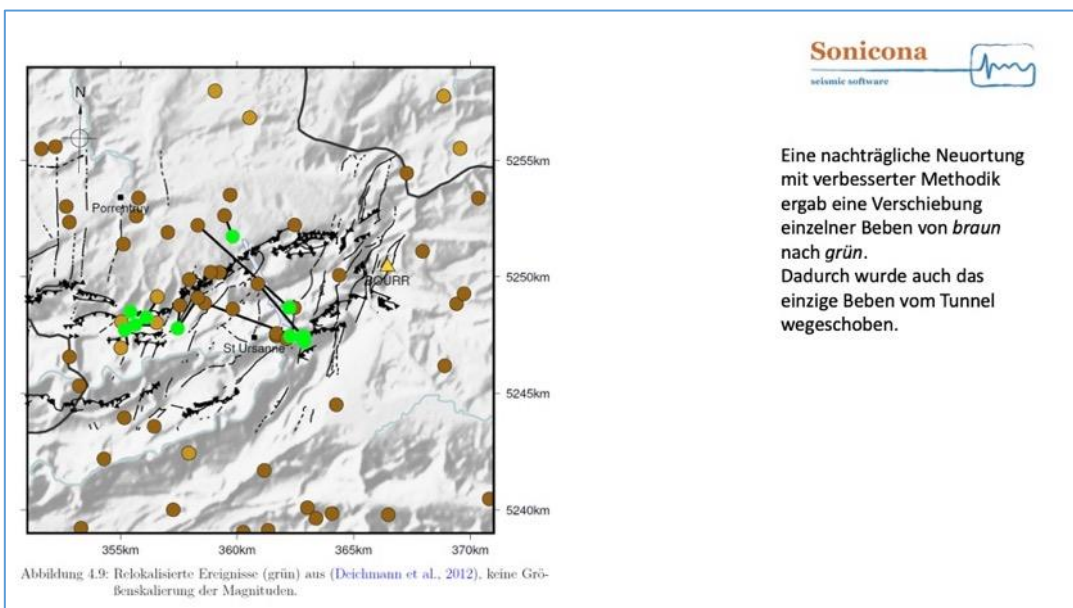 Sonicona
seismic software
Eine nachträgliche Neuortung
mit verbesserter Methodik
ergab eine Verschiebung
einzelner Beben von braun
nach grün.
Dadurch wurde auch das
einzige Beben vom Tunnel
wegeschoben.
N
5255km
Porrentruy
5250km
BOURR
St Ursanne
5245km
5240km
355km 360km 365km 370km
Abbildung 4.9: Relokalisierte Ereignisse (grün) aus (Deichmann et al., 2012), keine Grö-
ßenskalierung der Magnituden.